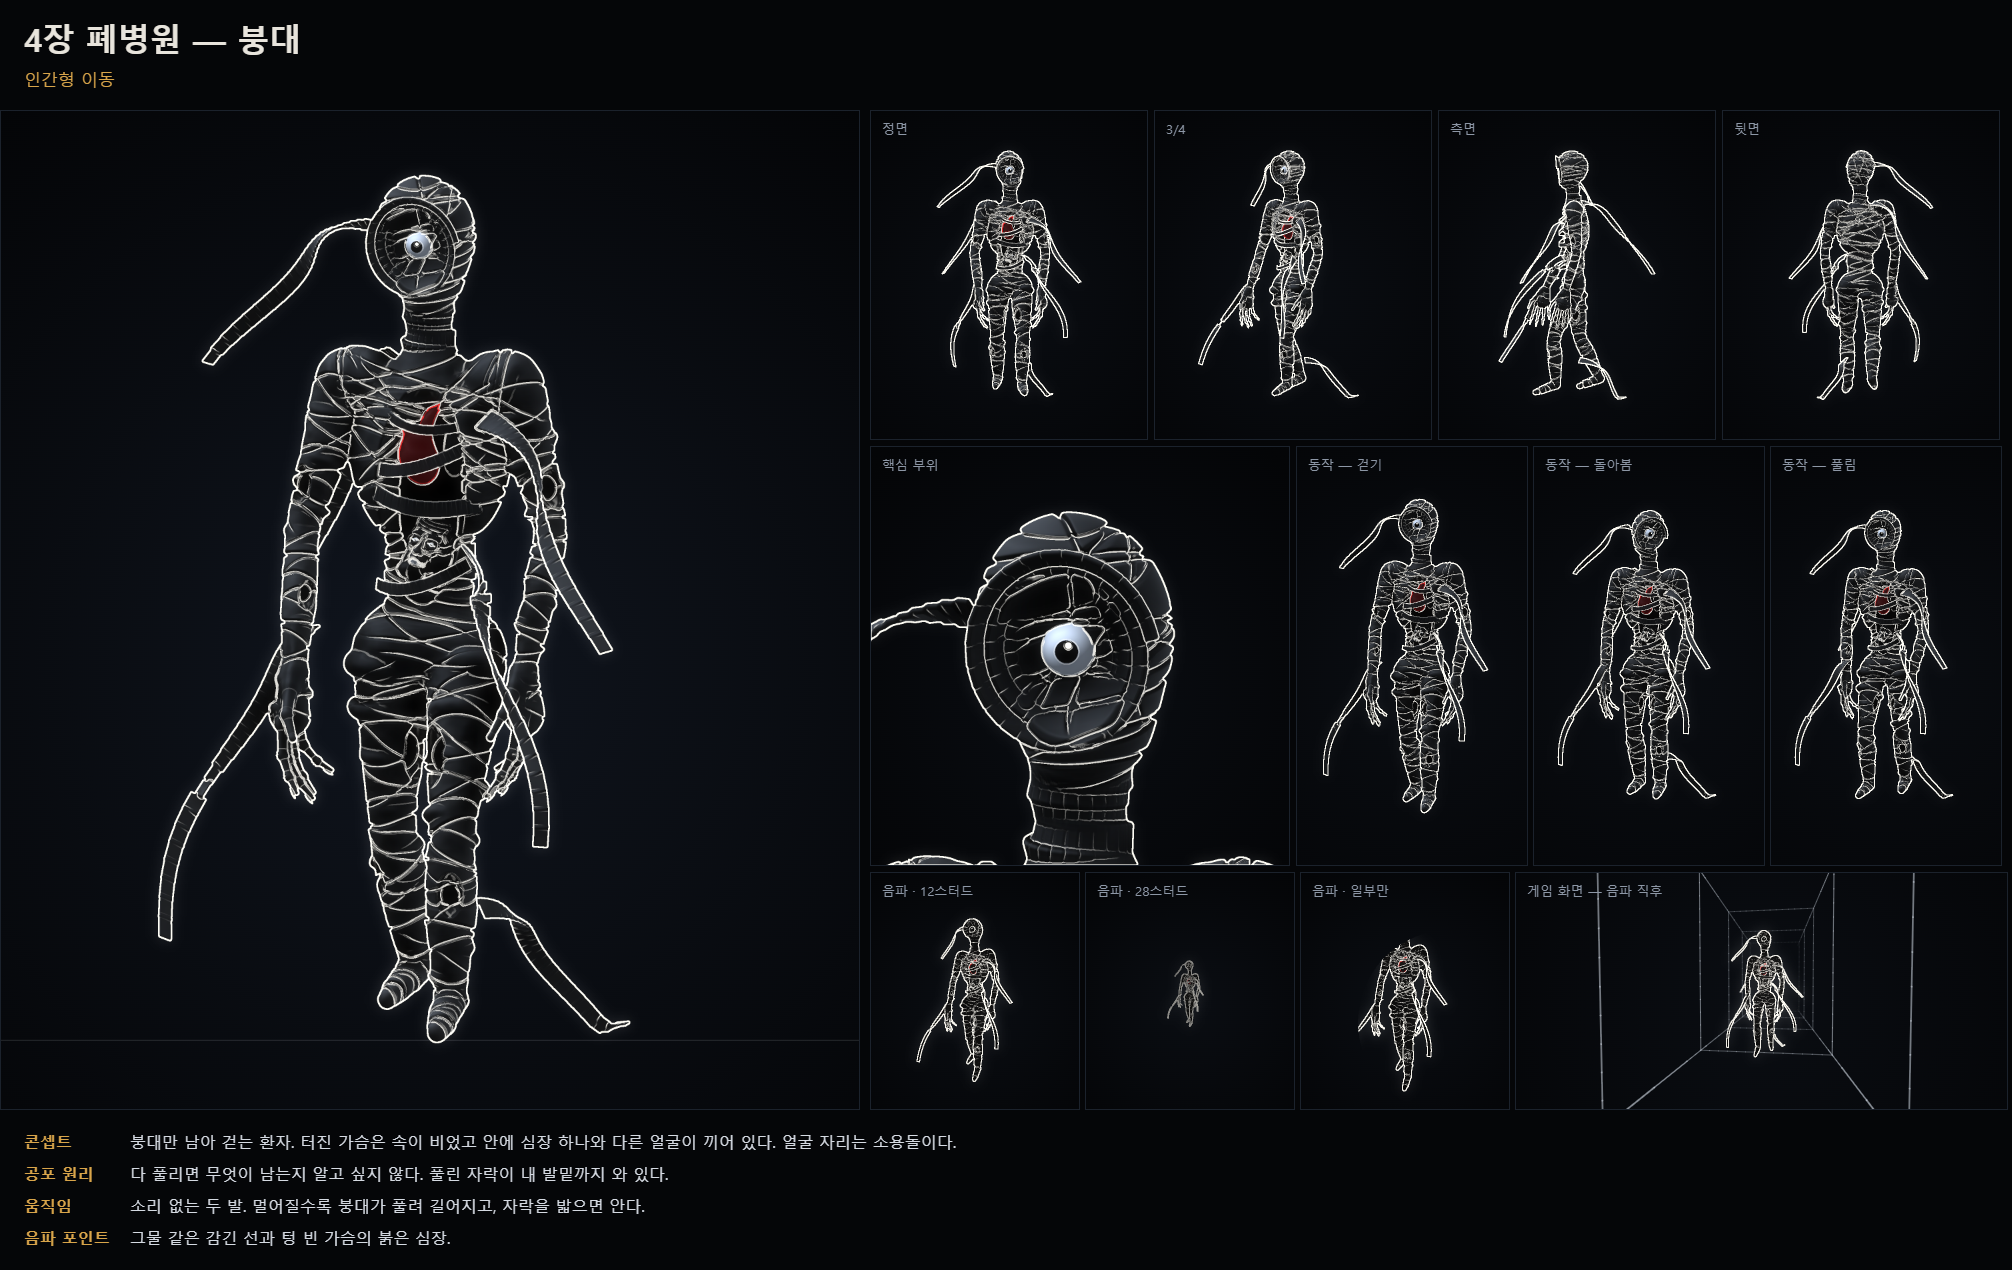 4장 폐병원 — 붕대
인간형 이동
정면
3/4
측면
뒷면
핵심 부위
동작 — 걷기
동작 — 돌아봄
동작 — 풀림
음파 · 12스터드
음파 · 28스터드
음파 · 일부만
게임 화면 — 음파 직후
콘셉트 붕대만 남아 걷는 환자. 터진 가슴은 속이 비었고 안에 심장 하나와 다른 얼굴이 끼어 있다. 얼굴 자리는 소용돌이다.
공포 원리 다 풀리면 무엇이 남는지 알고 싶지 않다. 풀린 자락이 내 발밑까지 와 있다.
움직임 소리 없는 두 발. 멀어질수록 붕대가 풀려 길어지고, 자락을 밟으면 안다.
음파 포인트 그물 같은 감긴 선과 텅 빈 가슴의 붉은 심장.